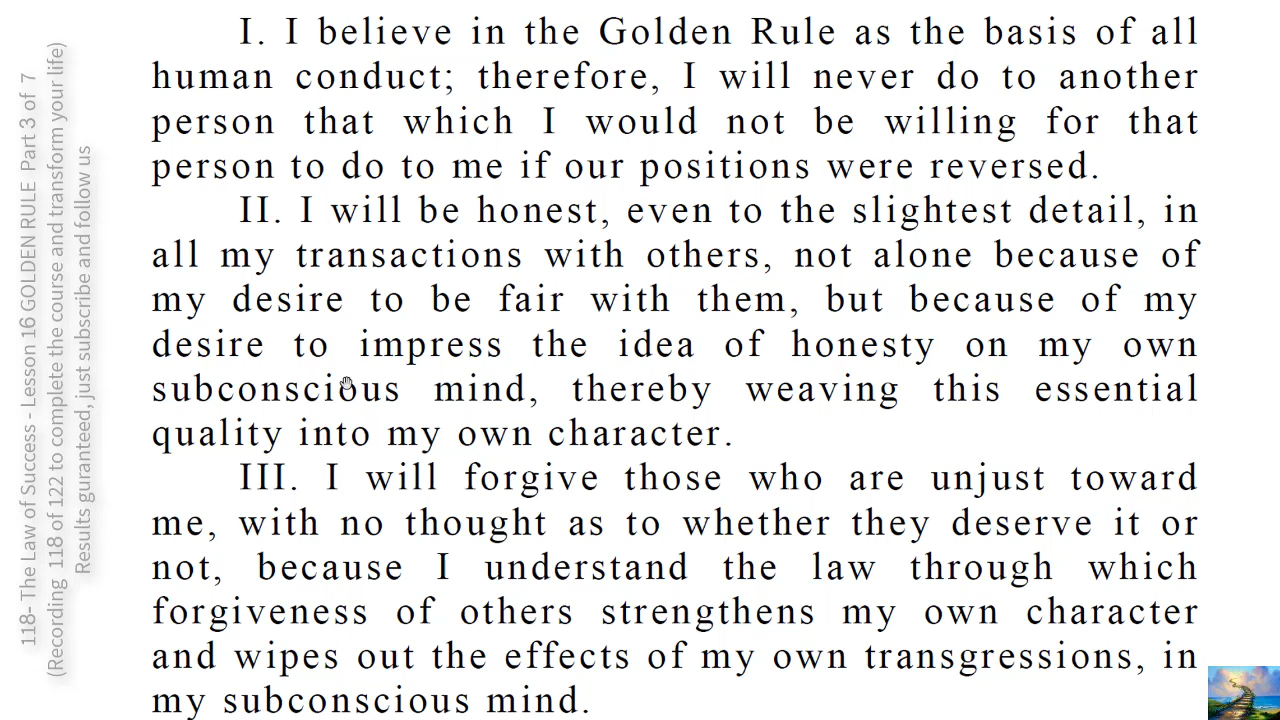 118- The Law of Success - Lesson 16 GOLDEN RULE Part 3 of 7
(Recording 118 of 122 to complete the course and transform your life)
Results guranteed, just subscribe and follow us
I. I believe in the Golden Rule as the basis of all
human conduct; therefore, I will never do to another
person that which I would not be willing for that
person to do to me if our positions were reversed.
II. I will be honest, even to the slightest detail, in
all my transactions with others, not alone because of
my desire to be fair with them, but because of my
desire to impress the idea of honesty on my own
subconscious mind, thereby weaving this essential
quality into my own character.
III. I will forgive those who are unjust toward
me, with no thought as to whether they deserve it or
not, because I understand the law through which
forgiveness of others strengthens my own character
and wipes out the effects of my own transgressions, in
my subconscious mind.